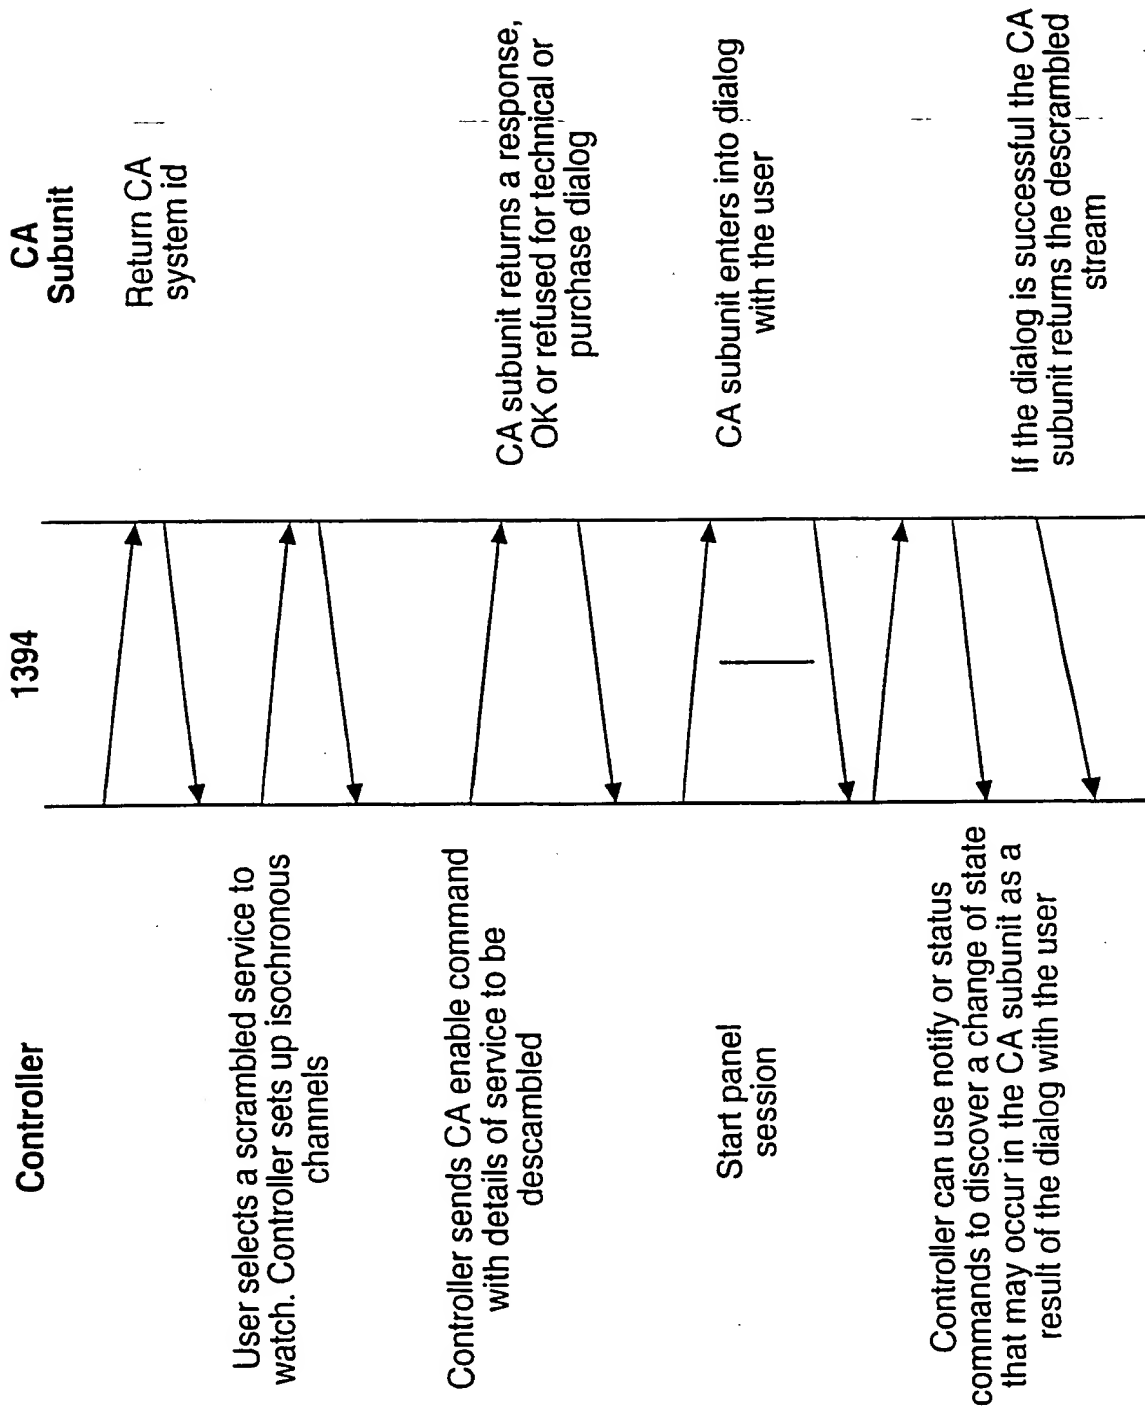 Controller
1394
CA
Subunit
Return CA
system id
User selects a scrambled service to
watch. Controller sets up isochronous
channels
Controller sends CA enable command
with details of service to be
descambled
CA subunit returns a response,
OK or refused for technical or
purchase dialog
Start panel
session
CA subunit enters into dialog
with the user
Controller can use notify or status
commands to discover a change of state
that may occur in the CA subunit as a
result of the dialog with the user
If the dialog is successful the CA
subunit returns the descrambled
stream